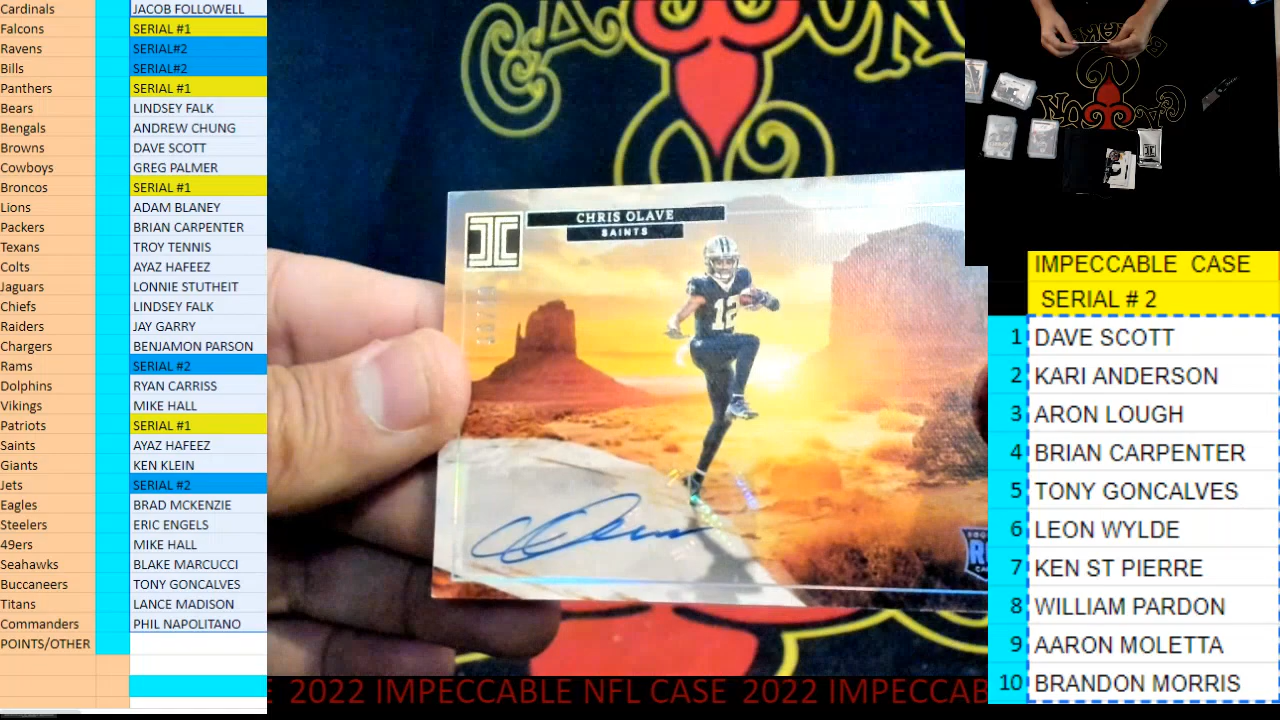 Cardinals JACOB FOLLOWELL
Falcons SERIAL #1
Ravens SERIAL#2
Bills SERIAL#2
Panthers SERIAL #1
Bears LINDSEY FALK
Bengals ANDREW CHUNG
Browns DAVE SCOTT
Cowboys GREG PALMER
Broncos SERIAL #1
Lions ADAM BLANEY
Packers BRIAN CARPENTER
Texans TROY TENNIS
Colts AYAZ HAFEEZ
Jaguars LONNIE STUTHEIT
Chiefs LINDSEY FALK
Raiders JAY GARRY
Chargers BENJAMON PARSON
Rams SERIAL #2
Dolphins RYAN CARRISS
Vikings MIKE HALL
Patriots SERIAL #1
Saints AYAZ HAFEEZ
Giants KEN KLEIN
Jets SERIAL #2
Eagles BRAD MCKENZIE
Steelers ERIC ENGELS
49ers MIKE HALL
Seahawks BLAKE MARCUCCI
Buccaneers TONY GONCALVES
Titans LANCE MADISON
Commanders PHIL NAPOLITANO
POINTS/OTHER
CHRIS OLAVE
SAINTS
12
IMPECCABLE CASE
SERIAL # 2
1 DAVE SCOTT
2 KARI ANDERSON
3 ARON LOUGH
4 BRIAN CARPENTER
5 TONY GONCALVES
6 LEON WYLDE
7 KEN ST PIERRE
8 WILLIAM PARDON
9 AARON MOLETTA
10 BRANDON MORRIS
E 2022 IMPECCABLE NFL CASE 2022 IMPECCAB